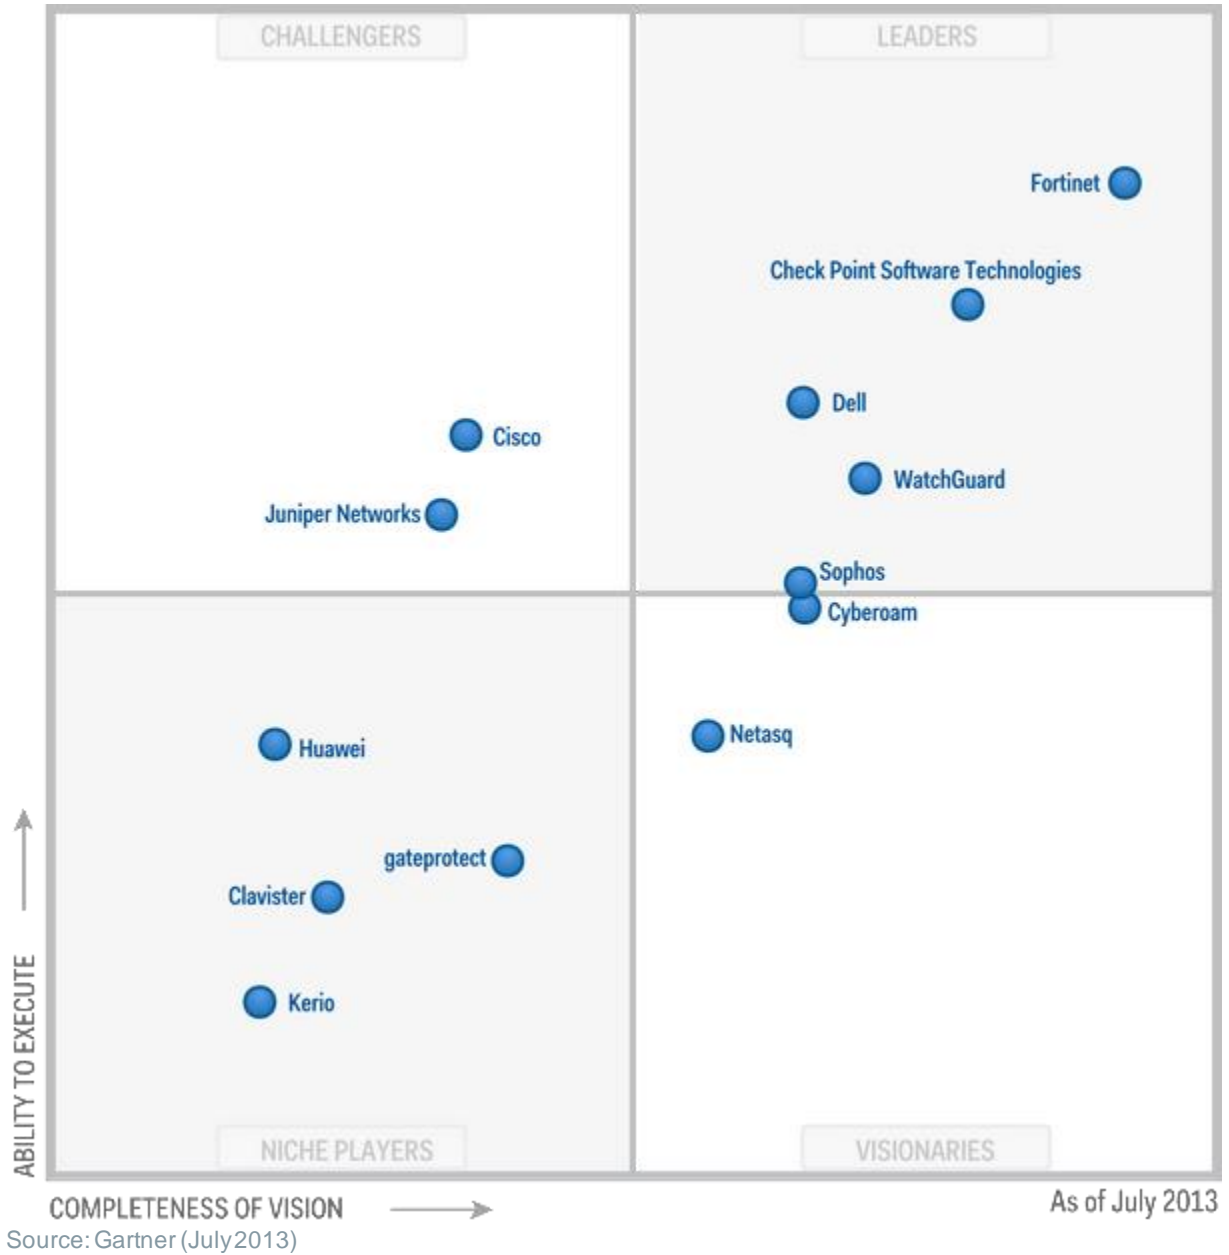 CHALLENGERS
LEADERS
Fortinet
Check Point Software Technologies
Dell
Cisco
WatchGuard
Juniper Networks
Sophos
Cyberoam
Netasq
Huawei
gateprotect
Clavister
Kerio
NICHE PLAYERS
VISIONARIES
ABILITY TO EXECUTE
COMPLETENESS OF VISION
As of July 2013
Source: Gartner (July 2013)